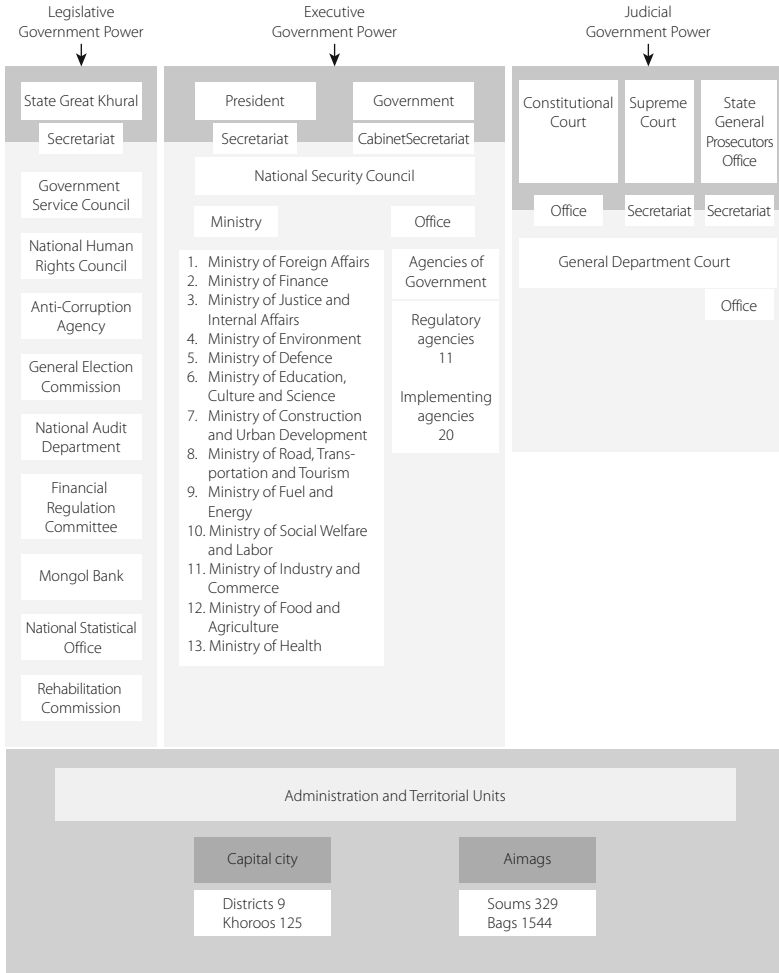 Legislative
Government Power
State Great Khural
Secretariat
Government
Service Council
National Human
Rights Council
Anti-Corruption
Agency
General Election
Commission
National Audit
Department
Financial
Regulation
Committee
Mongol Bank
National Statistical
Office
Rehabilitation
Commission
Executive
Government Power
President
Government
Secretariat
CabinetSecretariat
National Security Council
Ministry
Office
1. Ministry of Foreign Affairs
2. Ministry of Finance
3. Ministry of Justice and
Internal Affairs
4. Ministry of Environment
5. Ministry of Defence
6. Ministry of Education,
Culture and Science
7. Ministry of Construction
and Urban Development
8. Ministry of Road, Trans-
portation and Tourism
9. Ministry of Fuel and
Energy
10. Ministry of Social Welfare
and Labor
11. Ministry of Industry and
Commerce
12. Ministry of Food and
Agriculture
13. Ministry of Health
Agencies of
Government
Regulatory
agencies
11
Implementing
agencies
20
Judicial
Government Power
Constitutional
Court
Supreme
Court
State
General
Prosecutors
Office
Office
Secretariat
Secretariat
General Department Court
Office
Administration and Territorial Units
Capital city
Districts 9
Khoroos 125
Aimags
Soums 329
Bags 1544